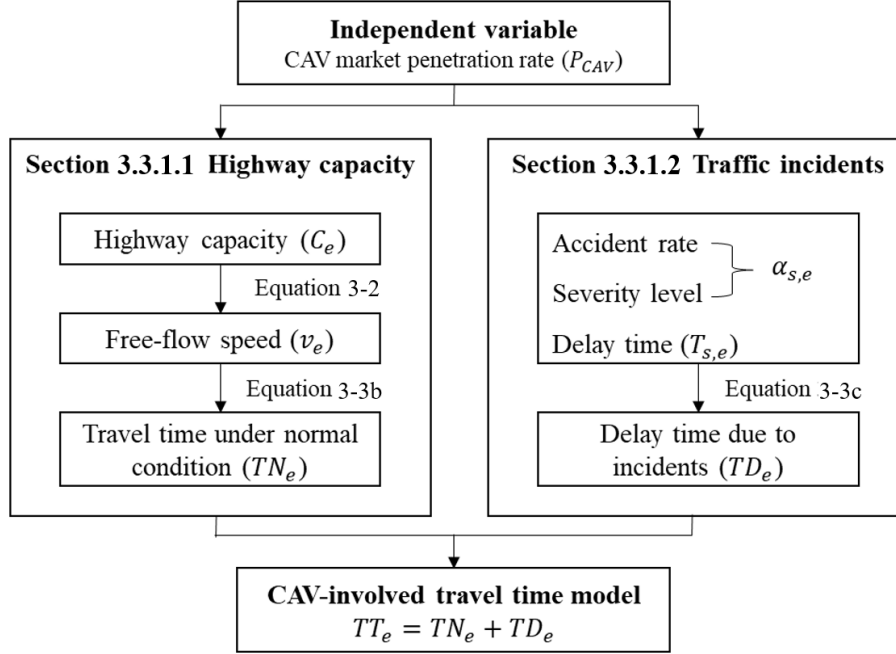 Independent variable
CAV market penetration rate (P_CAV)
Section 3.3.1.1 Highway capacity
Highway capacity (C_e)
Equation 3-2
Free-flow speed (v_e)
Equation 3-3b
Travel time under normal
condition (TN_e)
Section 3.3.1.2 Traffic incidents
Accident rate
Severity level
α_s,e
Delay time (T_s,e)
Equation 3-3c
Delay time due to
incidents (TD_e)
CAV-involved travel time model
TT_e = TN_e + TD_e